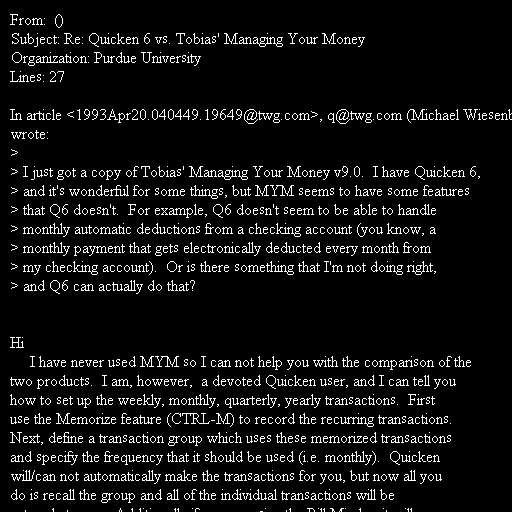 From:  ()
Subject: Re: Quicken 6 vs. Tobias' Managing Your Money
Organization: Purdue University
Lines: 27

In article <1993Apr20.040449.19649@twg.com>, q@twg.com (Michael
wrote:
>
> I just got a copy of Tobias' Managing Your Money v9.0.  I have Quicken 6,
> and it's wonderful for some things, but MYM seems to have some features
> that Q6 doesn't.  For example, Q6 doesn't seem to be able to handle
> monthly automatic deductions from a checking account (you know, a
> monthly payment that gets electronically deducted every month from
> my checking account).  Or is there something that I'm not doing right,
> and Q6 can actually do that?

Hi
     I have never used MYM so I can not help you with the comparison of the
two products.  I am, however,  a devoted Quicken user, and I can tell you
how to set up the weekly, monthly, quarterly, yearly transactions.  First
use the Memorize feature (CTRL-M) to record the recurring transactions.
Next, define a transaction group which uses these memorized transactions
and specify the frequency that it should be used (i.e. monthly).  Quicken
will/can not automatically make the transactions for you, but now all you
do is recall the group and all of the individual transactions will be